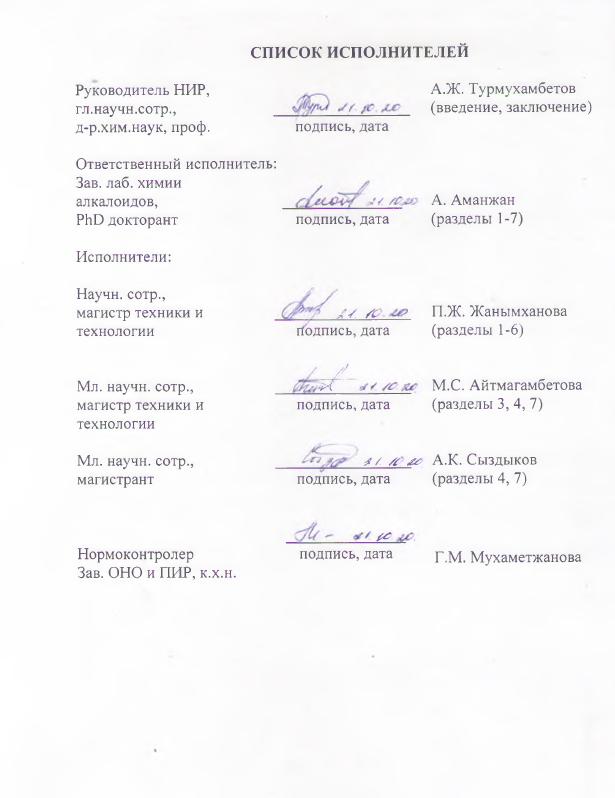 СПИСОК ИСПОЛНИТЕЛЕЙ
Руководитель НИР,
гл.научн.сотр.,
д-р.хим.наук, проф.
21.10.20
подпись, дата
А.Ж. Турмухамбетов
(введение, заключение)
Ответственный исполнитель:
Зав. лаб. химии
алкалоидов,
PhD докторант
21.10.20
подпись, дата
А. Аманжан
(разделы 1-7)
Исполнители:
Научн. сотр.,
магистр техники и
технологии
21.10.20
подпись, дата
П.Ж. Жанымханова
(разделы 1-6)
Мл. научн. сотр.,
магистр техники и
технологии
21.10.20
подпись, дата
М.С. Айтмагамбетова
(разделы 3, 4, 7)
Мл. научн. сотр.,
магистрант
21.10.20
подпись, дата
А.К. Сыздыков
(разделы 4, 7)
Нормоконтролер
Зав. ОНО и ПИР, к.х.н.
21.10.20.
подпись, дата
Г.М. Мухаметжанова